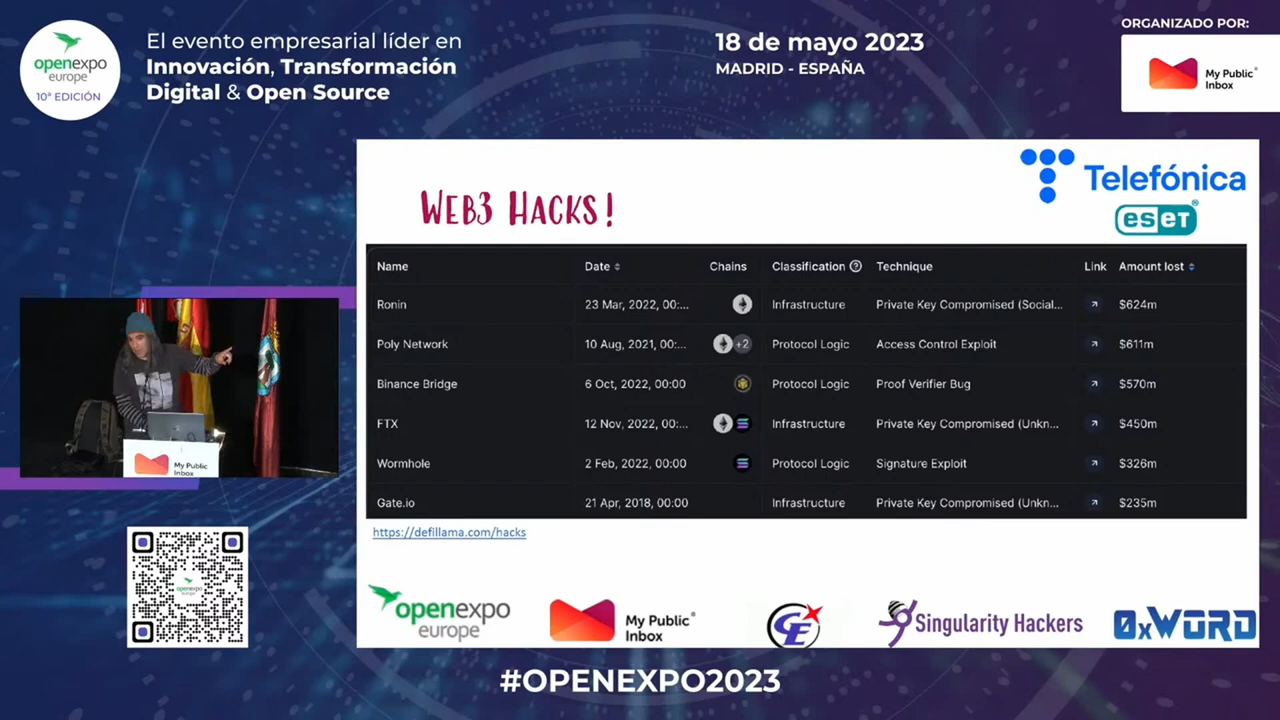 openexpo
europe
10ª EDICIÓN
El evento empresarial líder en
Innovación, Transformación
Digital & Open Source
18 de mayo 2023
MADRID - ESPAÑA
ORGANIZADO POR:
My Public®
Inbox
Telefónica
eset®
WEB3 HACKS!
Name Date Chains Classification ? Technique Link Amount lost
Ronin 23 Mar, 2022, 00:... Infrastructure Private Key Compromised (Social... $624m
Poly Network 10 Aug, 2021, 00:... +2 Protocol Logic Access Control Exploit $611m
Binance Bridge 6 Oct, 2022, 00:00 Protocol Logic Proof Verifier Bug $570m
FTX 12 Nov, 2022, 00:... Infrastructure Private Key Compromised (Unkn... $450m
Wormhole 2 Feb, 2022, 00:00 Protocol Logic Signature Exploit $326m
Gate.io 21 Apr, 2018, 00:00 Infrastructure Private Key Compromised (Unkn... $235m
https://defillama.com/hacks
My Public
Inbox
openexpo
openexpo
europe
My Public®
Inbox
GE
Singularity Hackers
0xWORD
#OPENEXPO2023